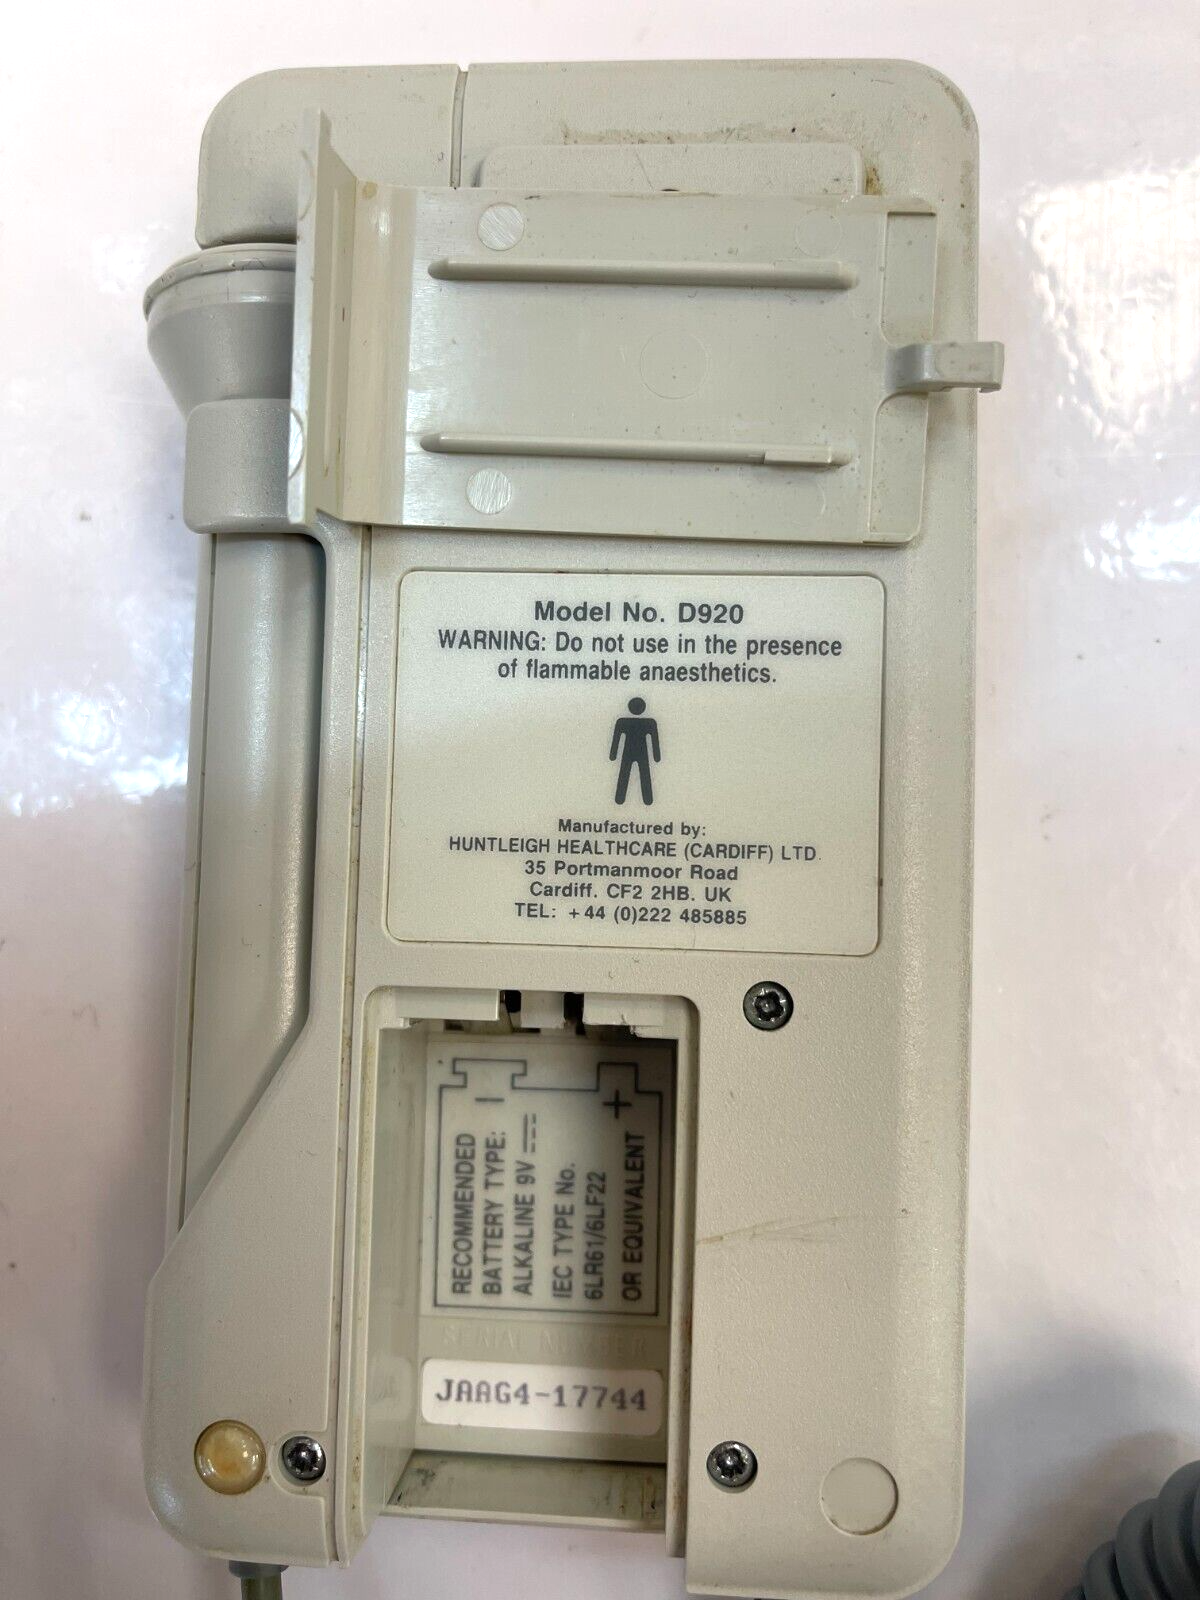 Model No. D920
WARNING: Do not use in the presence
of flammable anaesthetics.
Manufactured by:
HUNTLEIGH HEALTHCARE (CARDIFF) LTD.
35 Portmanmoor Road
Cardiff. CF2 2HB. UK
TEL: +44 (0)222 485885
− +
RECOMMENDED
BATTERY TYPE:
ALKALINE 9V ⎓
IEC TYPE No.
6LR61/6LF22
OR EQUIVALENT
SERIAL NUMBER
JAAG4-17744